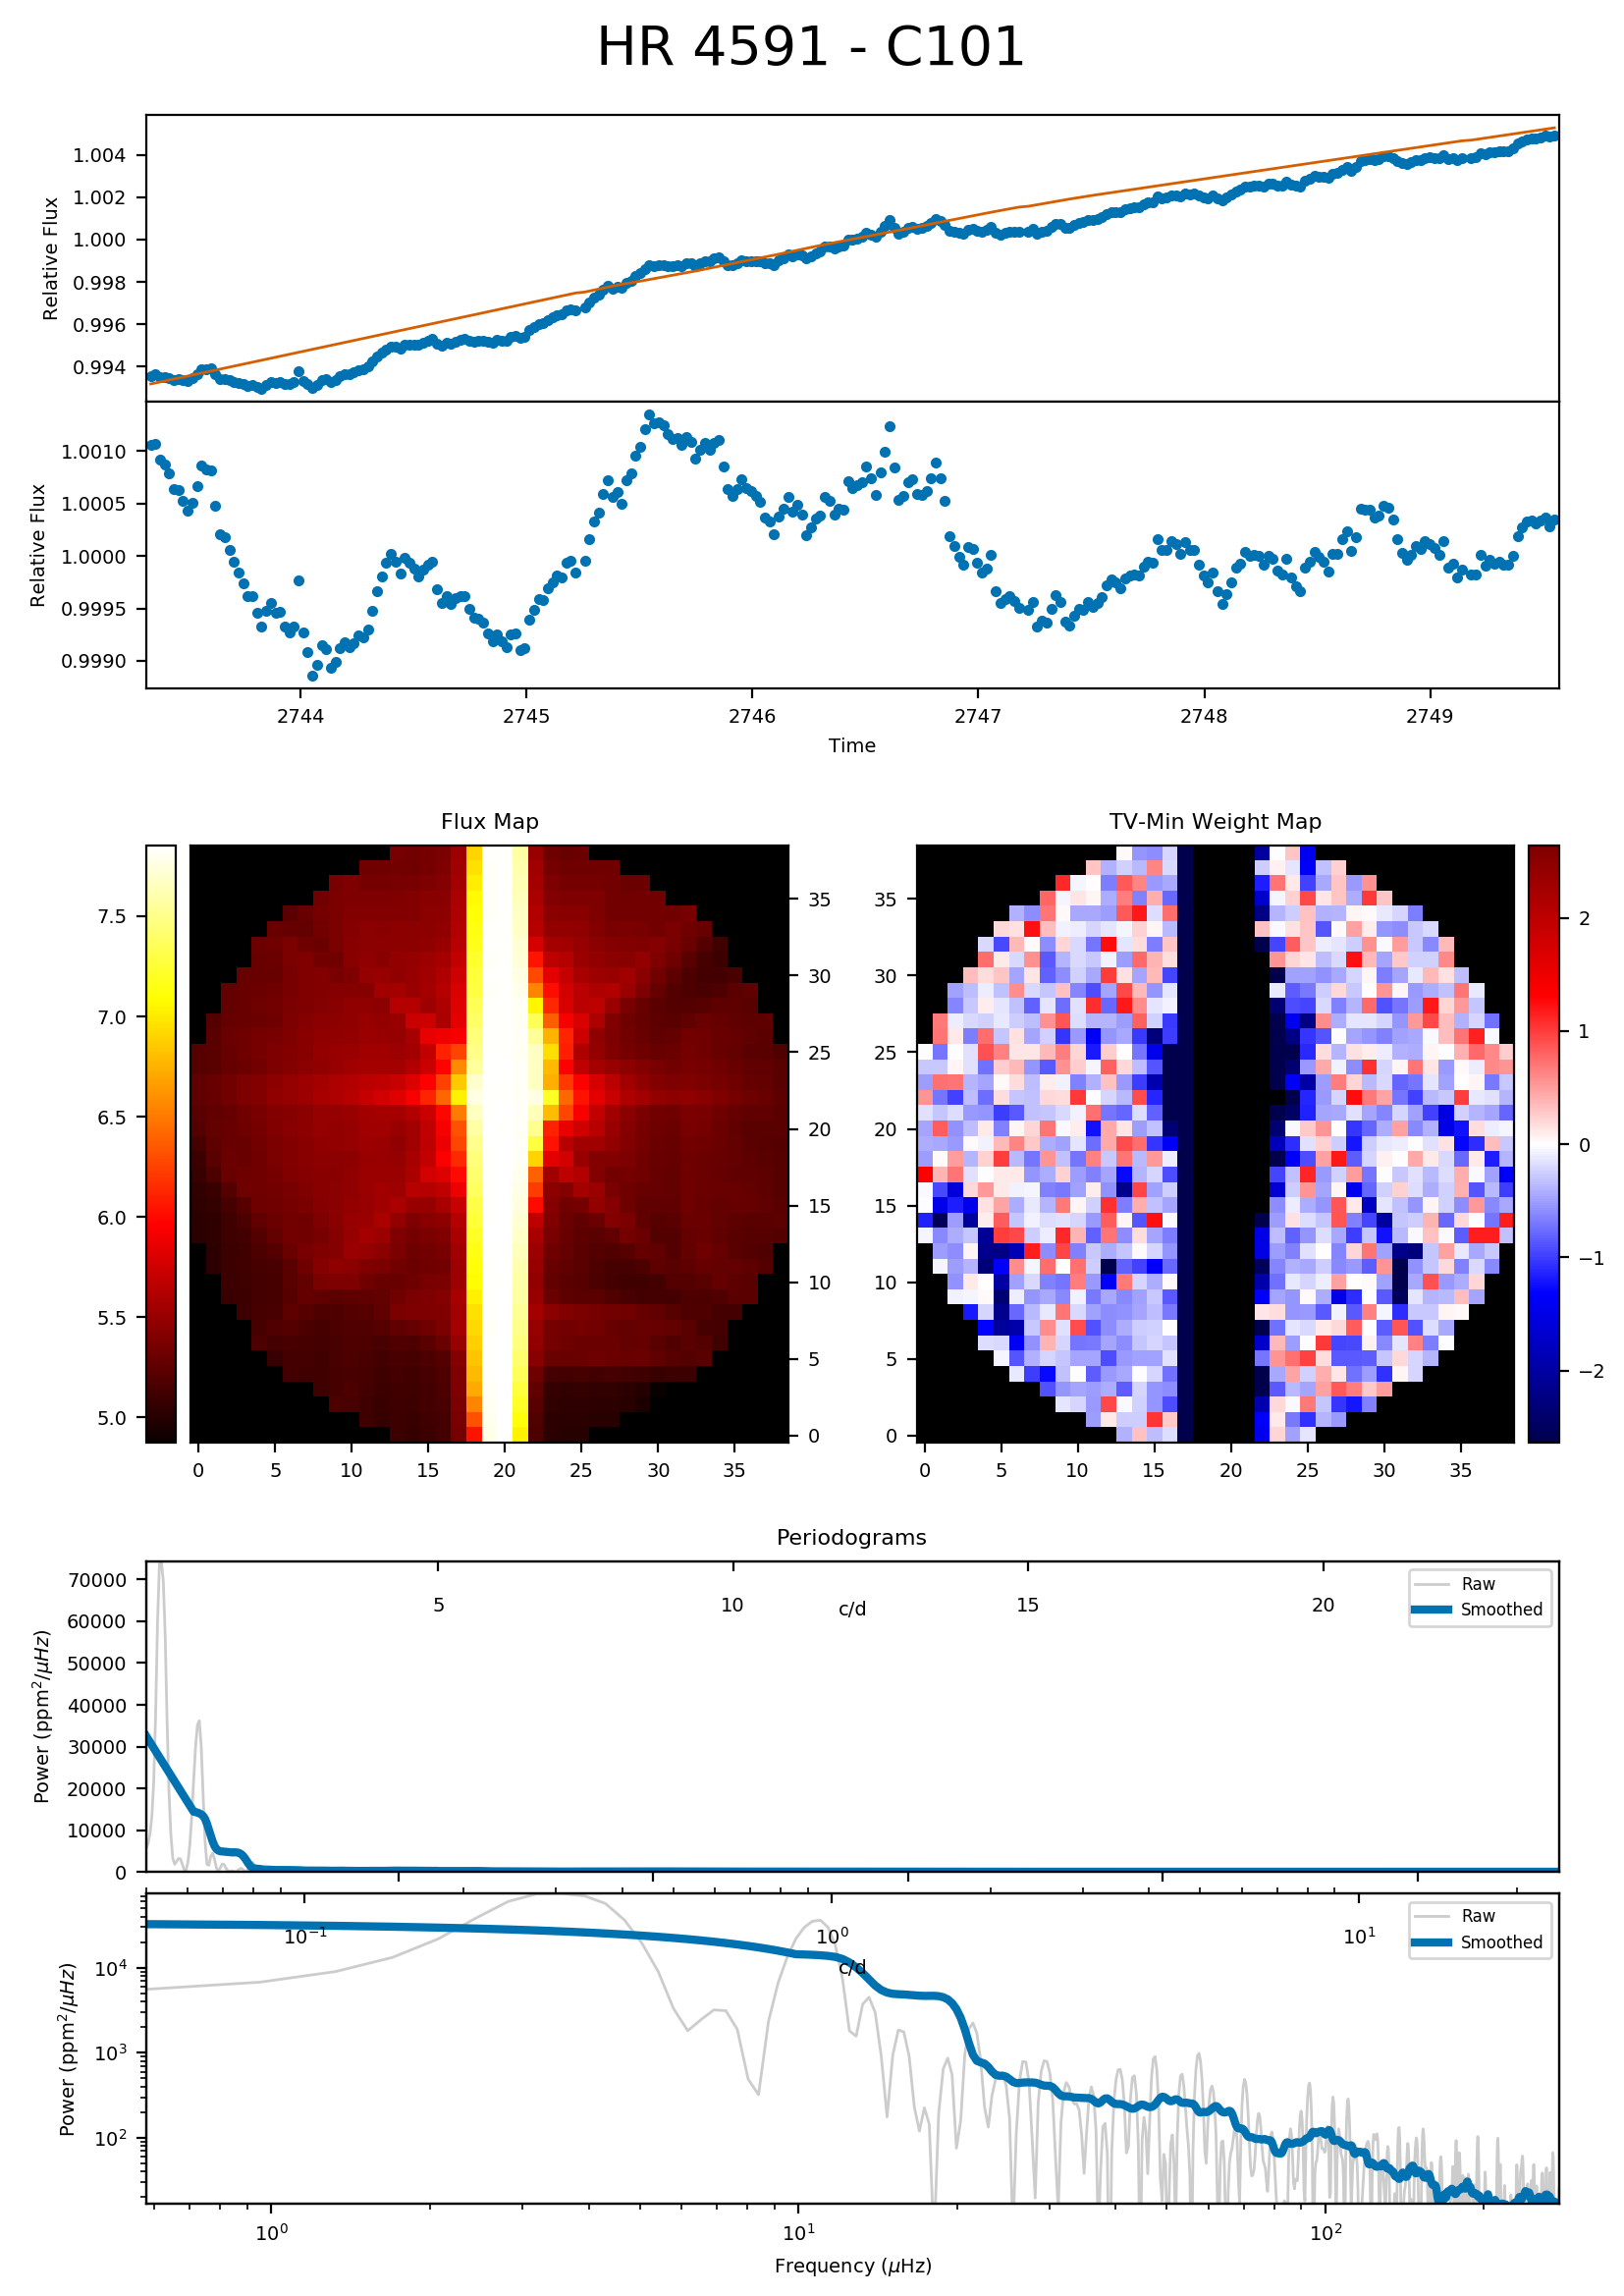 HR 4591 - C101
Relative Flux
1.004
1.002
1.000
0.998
0.996
0.994
Relative Flux
1.0010
1.0005
1.0000
0.9995
0.9990
2744 2745 2746 2747 2748 2749
Time
Flux Map
7.5
7.0
6.5
6.0
5.5
5.0
35
30
25
20
15
10
5
0
0 5 10 15 20 25 30 35
TV-Min Weight Map
35
30
25
20
15
10
5
0
0 5 10 15 20 25 30 35
2
1
0
−1
−2
Periodograms
Power (ppm²/μHz)
70000
60000
50000
40000
30000
20000
10000
0
5 10 15 20
c/d
Raw
Smoothed
Power (ppm²/μHz)
10⁴
10³
10²
10⁻¹ 10⁰ 10¹
c/d
Raw
Smoothed
10⁰ 10¹ 10²
Frequency (μHz)